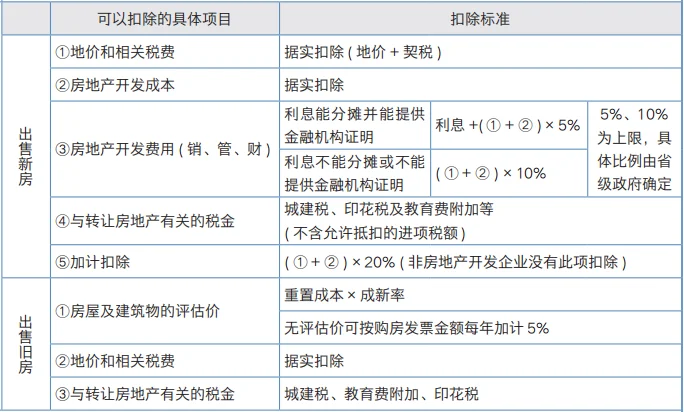 可以扣除的具体项目
扣除标准
出售新房
①地价和相关税费
据实扣除 ( 地价 + 契税 )
②房地产开发成本
据实扣除
③房地产开发费用 ( 销、管、财 )
利息能分摊并能提供
金融机构证明
利息 +( ① + ② ) × 5%
利息不能分摊或不能
提供金融机构证明
( ① + ② ) × 10%
5%、10%
为上限，具
体比例由省
级政府确定
④与转让房地产有关的税金
城建税、印花税及教育费附加等
( 不含允许抵扣的进项税额 )
⑤加计扣除
( ① + ② ) × 20% ( 非房地产开发企业没有此项扣除 )
出售旧房
①房屋及建筑物的评估价
重置成本 × 成新率
无评估价可按购房发票金额每年加计 5%
②地价和相关税费
据实扣除
③与转让房地产有关的税金
城建税、教育费附加、印花税